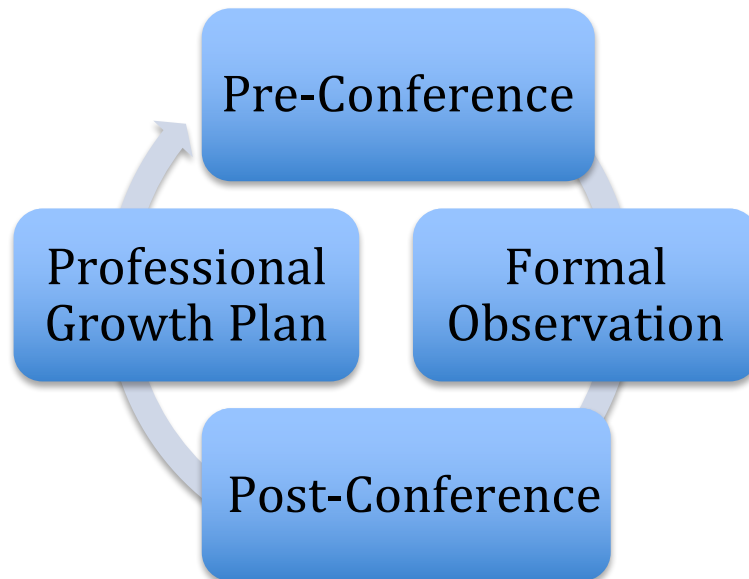 Pre-Conference
Formal
Observation
Post-Conference
Professional
Growth Plan